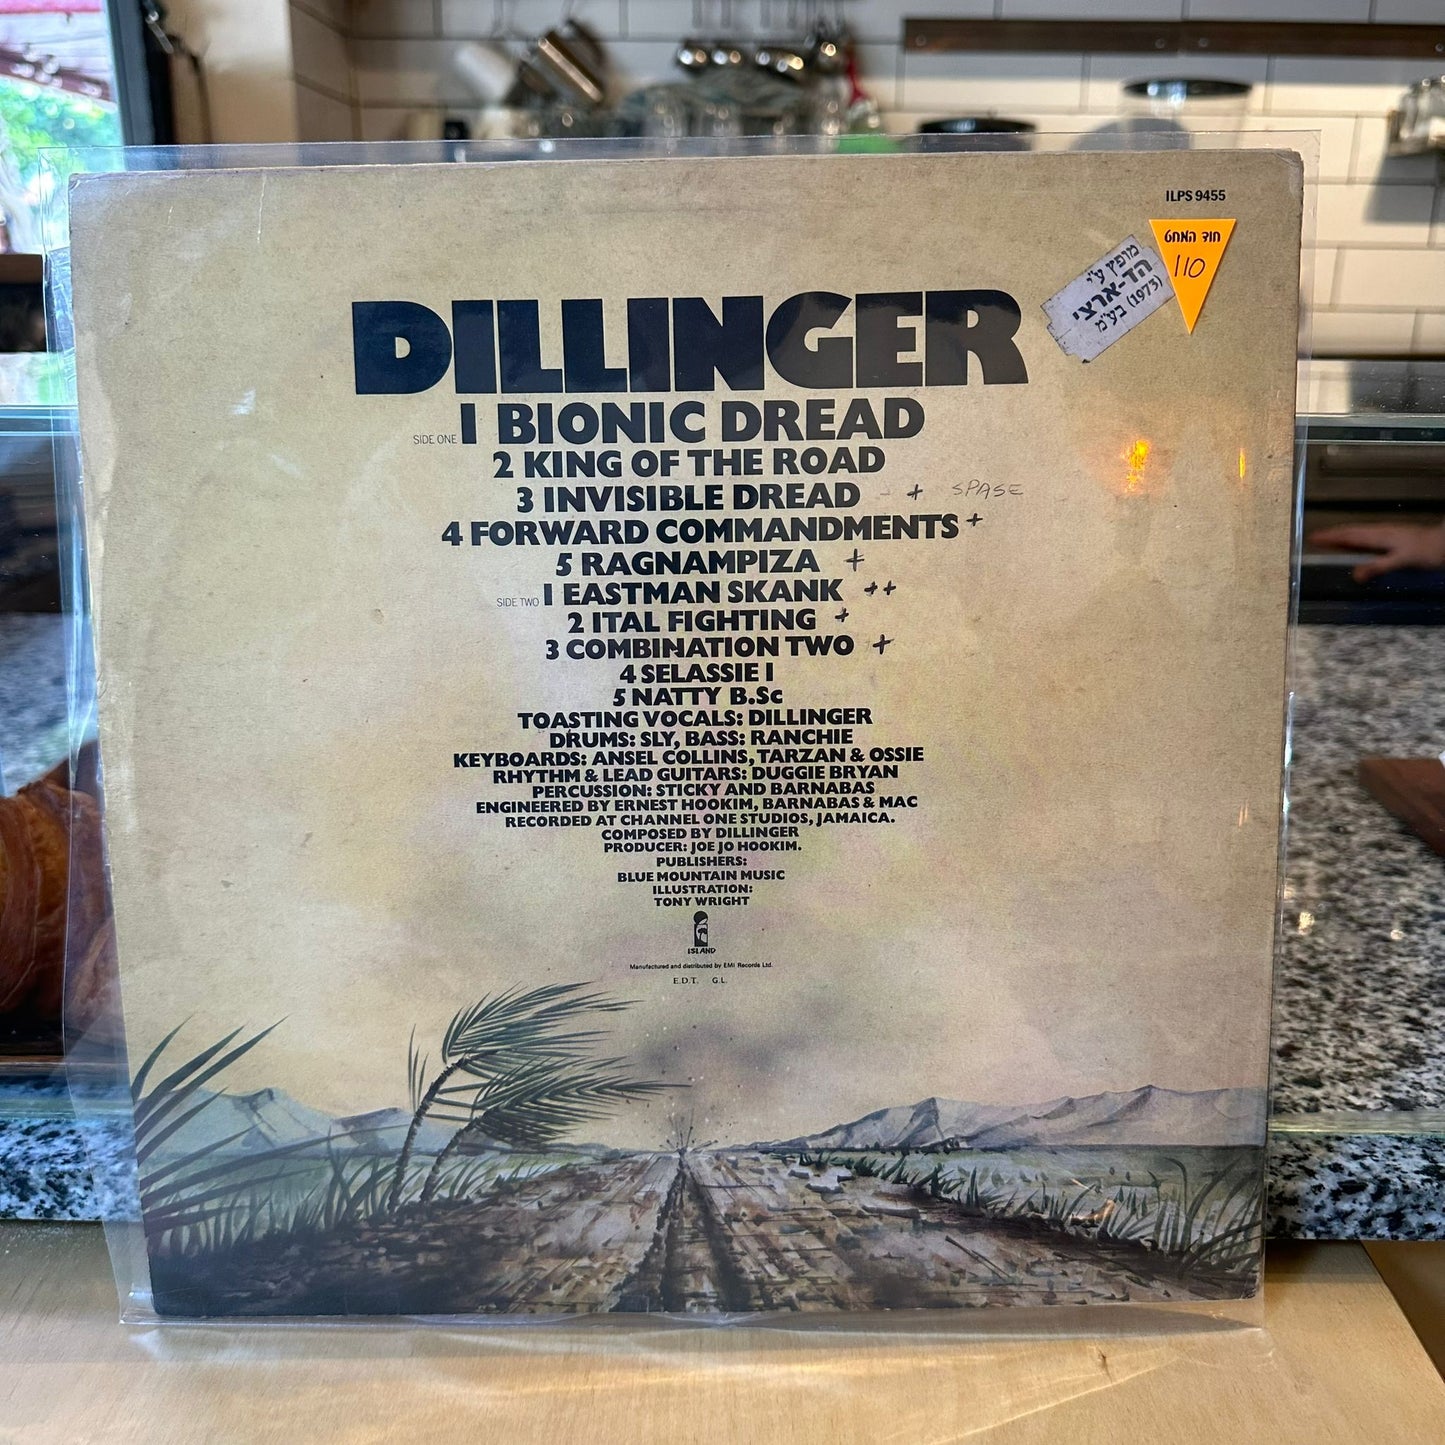 ILPS 9455
חוד המחט
110
מופץ ע"י
הד-ארצי
(1973) בע"מ
DILLINGER
SIDE ONE 1 BIONIC DREAD
2 KING OF THE ROAD
3 INVISIBLE DREAD - + SPASE
4 FORWARD COMMANDMENTS +
5 RAGNAMPIZA +
SIDE TWO 1 EASTMAN SKANK ++
2 ITAL FIGHTING +
3 COMBINATION TWO +
4 SELASSIE I
5 NATTY B.Sc
TOASTING VOCALS: DILLINGER
DRUMS: SLY, BASS: RANCHIE
KEYBOARDS: ANSEL COLLINS, TARZAN & OSSIE
RHYTHM & LEAD GUITARS: DUGGIE BRYAN
PERCUSSION: STICKY AND BARNABAS
ENGINEERED BY ERNEST HOOKIM, BARNABAS & MAC
RECORDED AT CHANNEL ONE STUDIOS, JAMAICA.
COMPOSED BY DILLINGER
PRODUCER: JOE JO HOOKIM.
PUBLISHERS:
BLUE MOUNTAIN MUSIC
ILLUSTRATION:
TONY WRIGHT
ISLAND
Manufactured and distributed by EMI Records Ltd.
E.D.T. G.L.